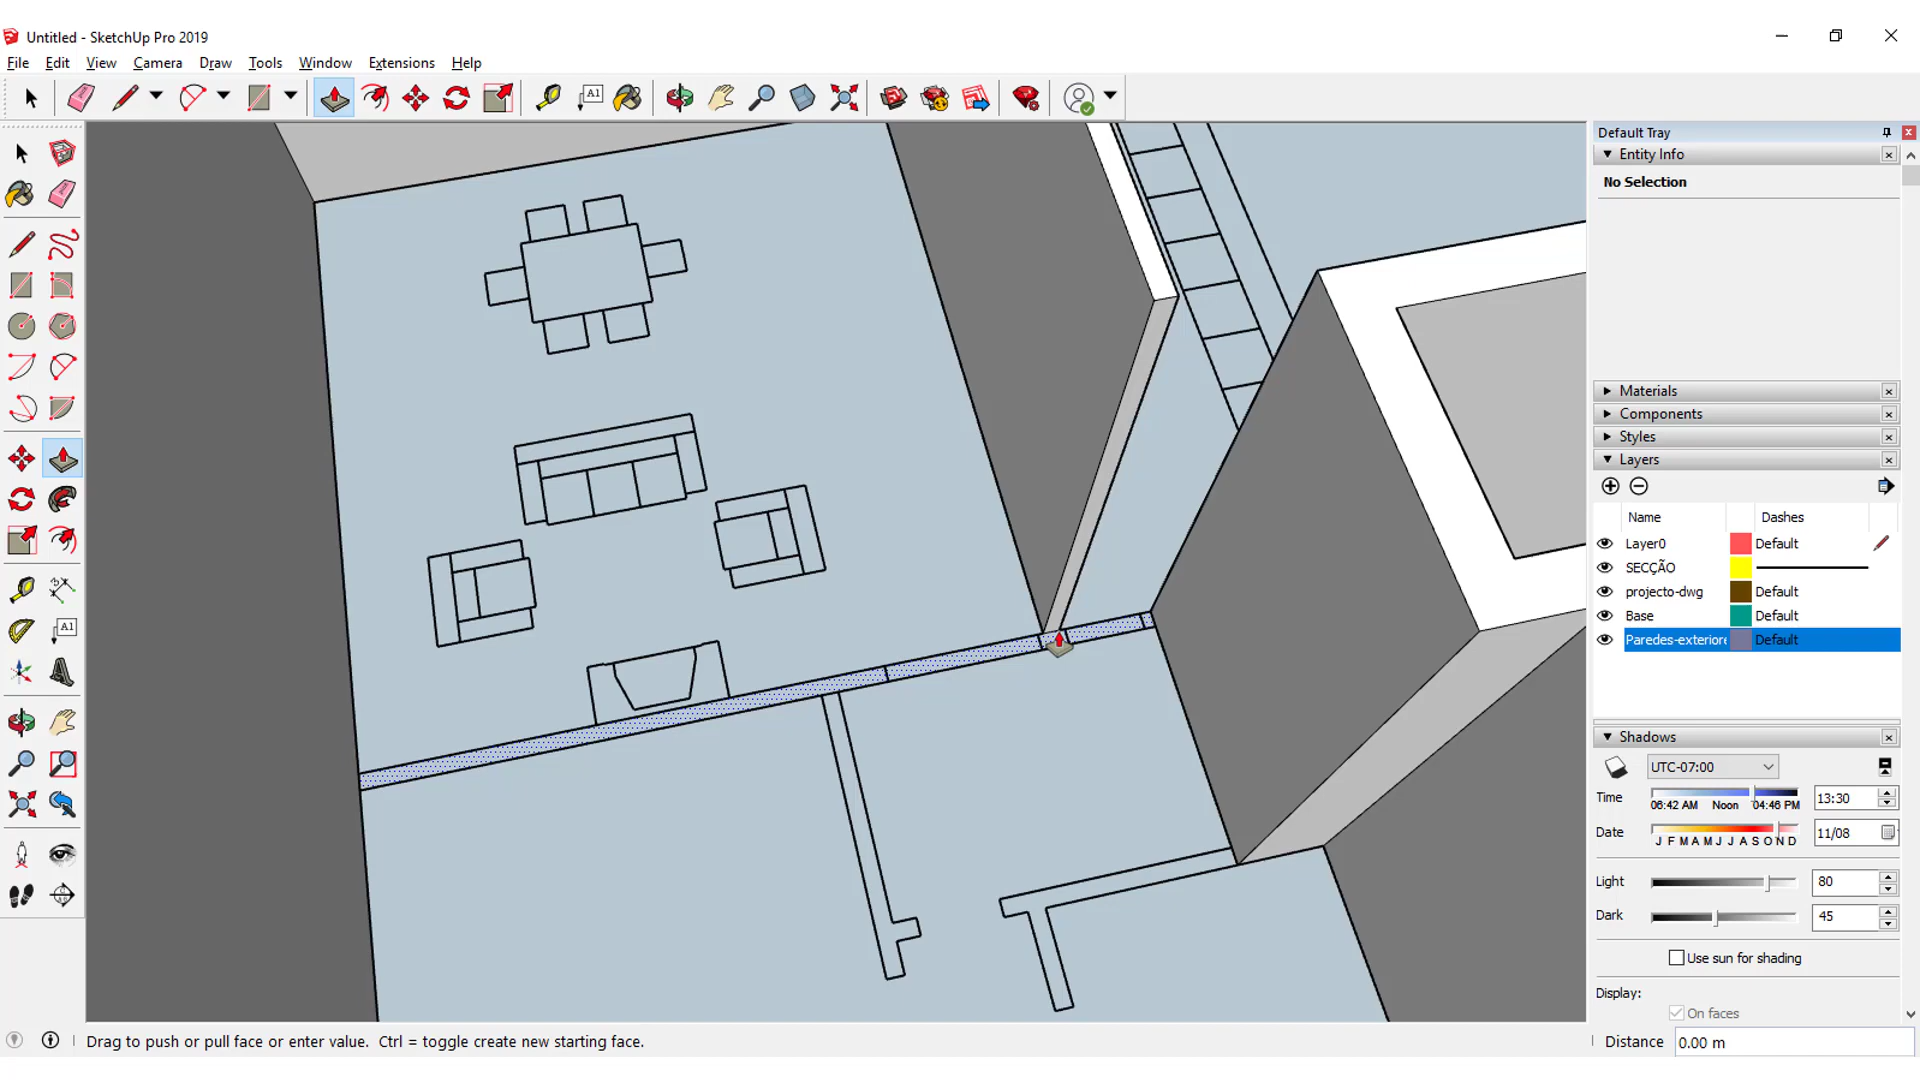 Untitled - SketchUp Pro 2019
File Edit View Camera Draw Tools Window Extensions Help
A1
Default Tray
Entity Info
No Selection
Materials
Components
Styles
Layers
Name Dashes
Layer0 Default
SECÇÃO
projecto-dwg Default
Base Default
Paredes-exteriore Default
A1
Shadows
UTC-07:00
Time 06:42 AM Noon 04:46 PM 13:30
Date J F M A M J J A S O N D 11/08
Light 80
Dark 45
Use sun for shading
Display:
On faces
Drag to push or pull face or enter value. Ctrl = toggle create new starting face.
Distance 0.00 m